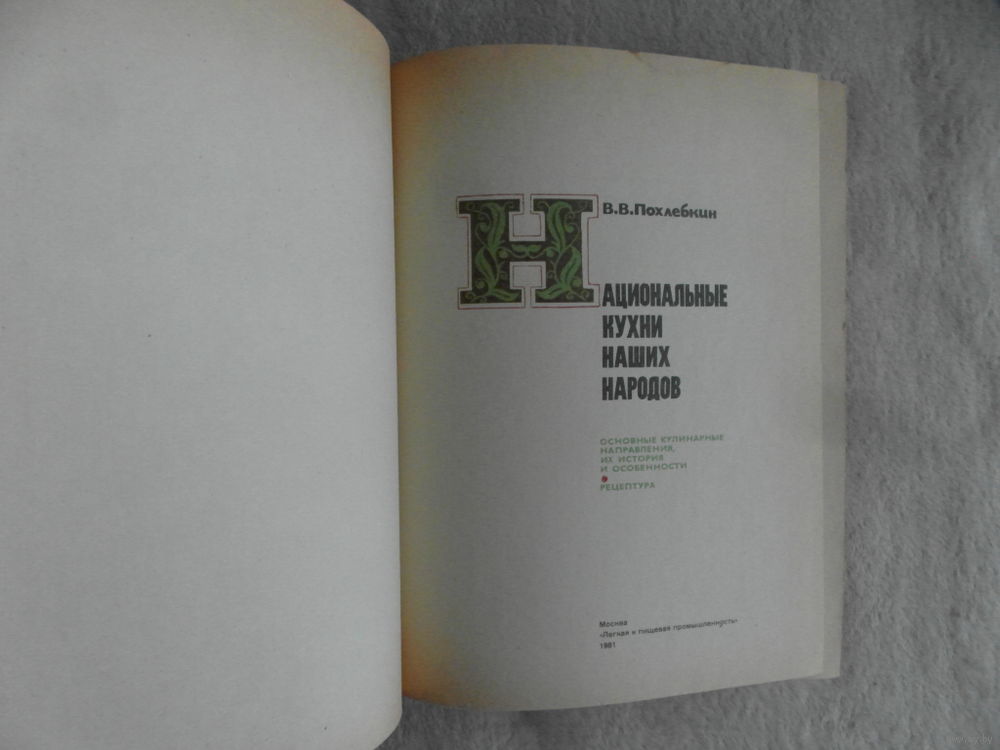 В.В.Похлебкин
НАЦИОНАЛЬНЫЕ
КУХНИ
НАШИХ
НАРОДОВ
ОСНОВНЫЕ КУЛИНАРНЫЕ
НАПРАВЛЕНИЯ,
ИХ ИСТОРИЯ
И ОСОБЕННОСТИ
РЕЦЕПТУРА
Москва
«Легкая и пищевая промышленность»
1981